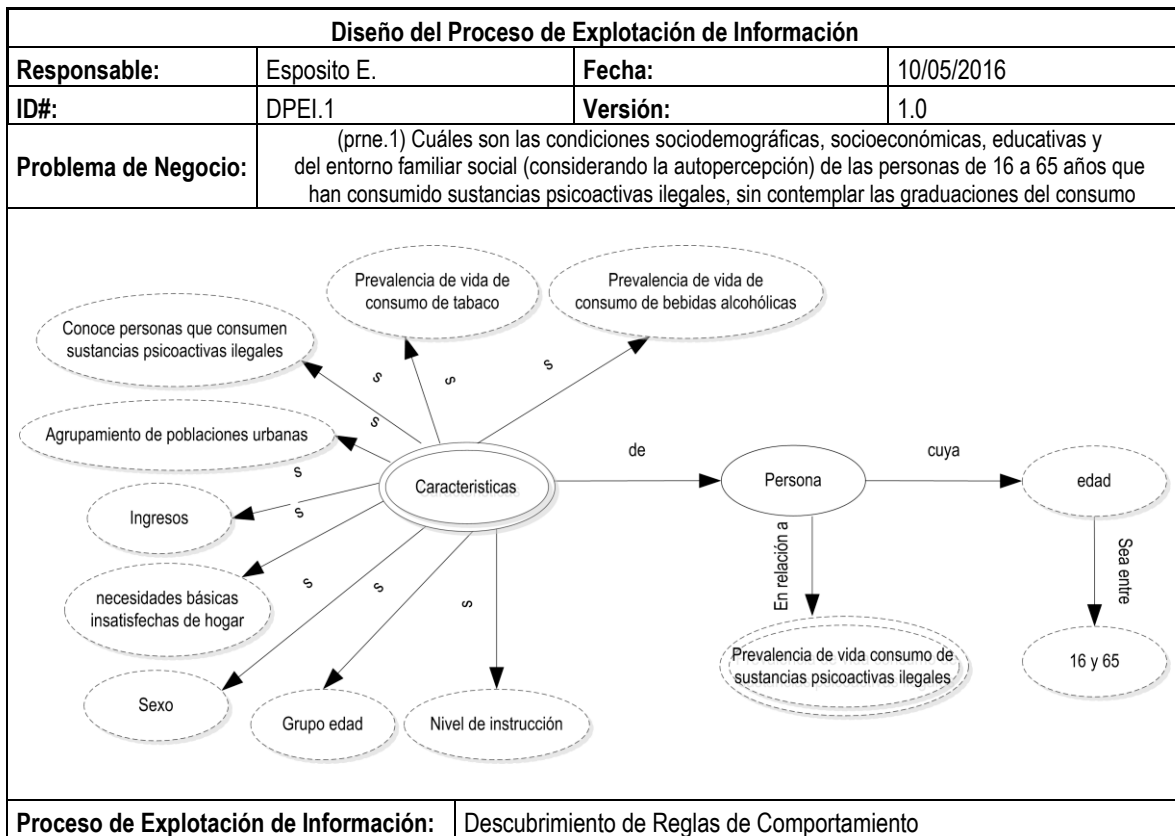 Diseño del Proceso de Explotación de Información
Responsable: Esposito E. Fecha: 10/05/2016
ID#: DPEI.1 Versión: 1.0
Problema de Negocio:
(prne.1) Cuáles son las condiciones sociodemográficas, socioeconómicas, educativas y
del entorno familiar social (considerando la autopercepción) de las personas de 16 a 65 años que
han consumido sustancias psicoactivas ilegales, sin contemplar las graduaciones del consumo
Prevalencia de vida de
consumo de tabaco
Prevalencia de vida de
consumo de bebidas alcohólicas
Conoce personas que consumen
sustancias psicoactivas ilegales
s
s
s
s
Agrupamiento de poblaciones urbanas
s
Caracteristicas
de
Persona
cuya
edad
Ingresos
s
En relación a
Sea entre
necesidades básicas
insatisfechas de hogar
s
s
s
Prevalencia de vida consumo de
sustancias psicoactivas ilegales
16 y 65
Sexo
Grupo edad
Nivel de instrucción
Proceso de Explotación de Información: Descubrimiento de Reglas de Comportamiento